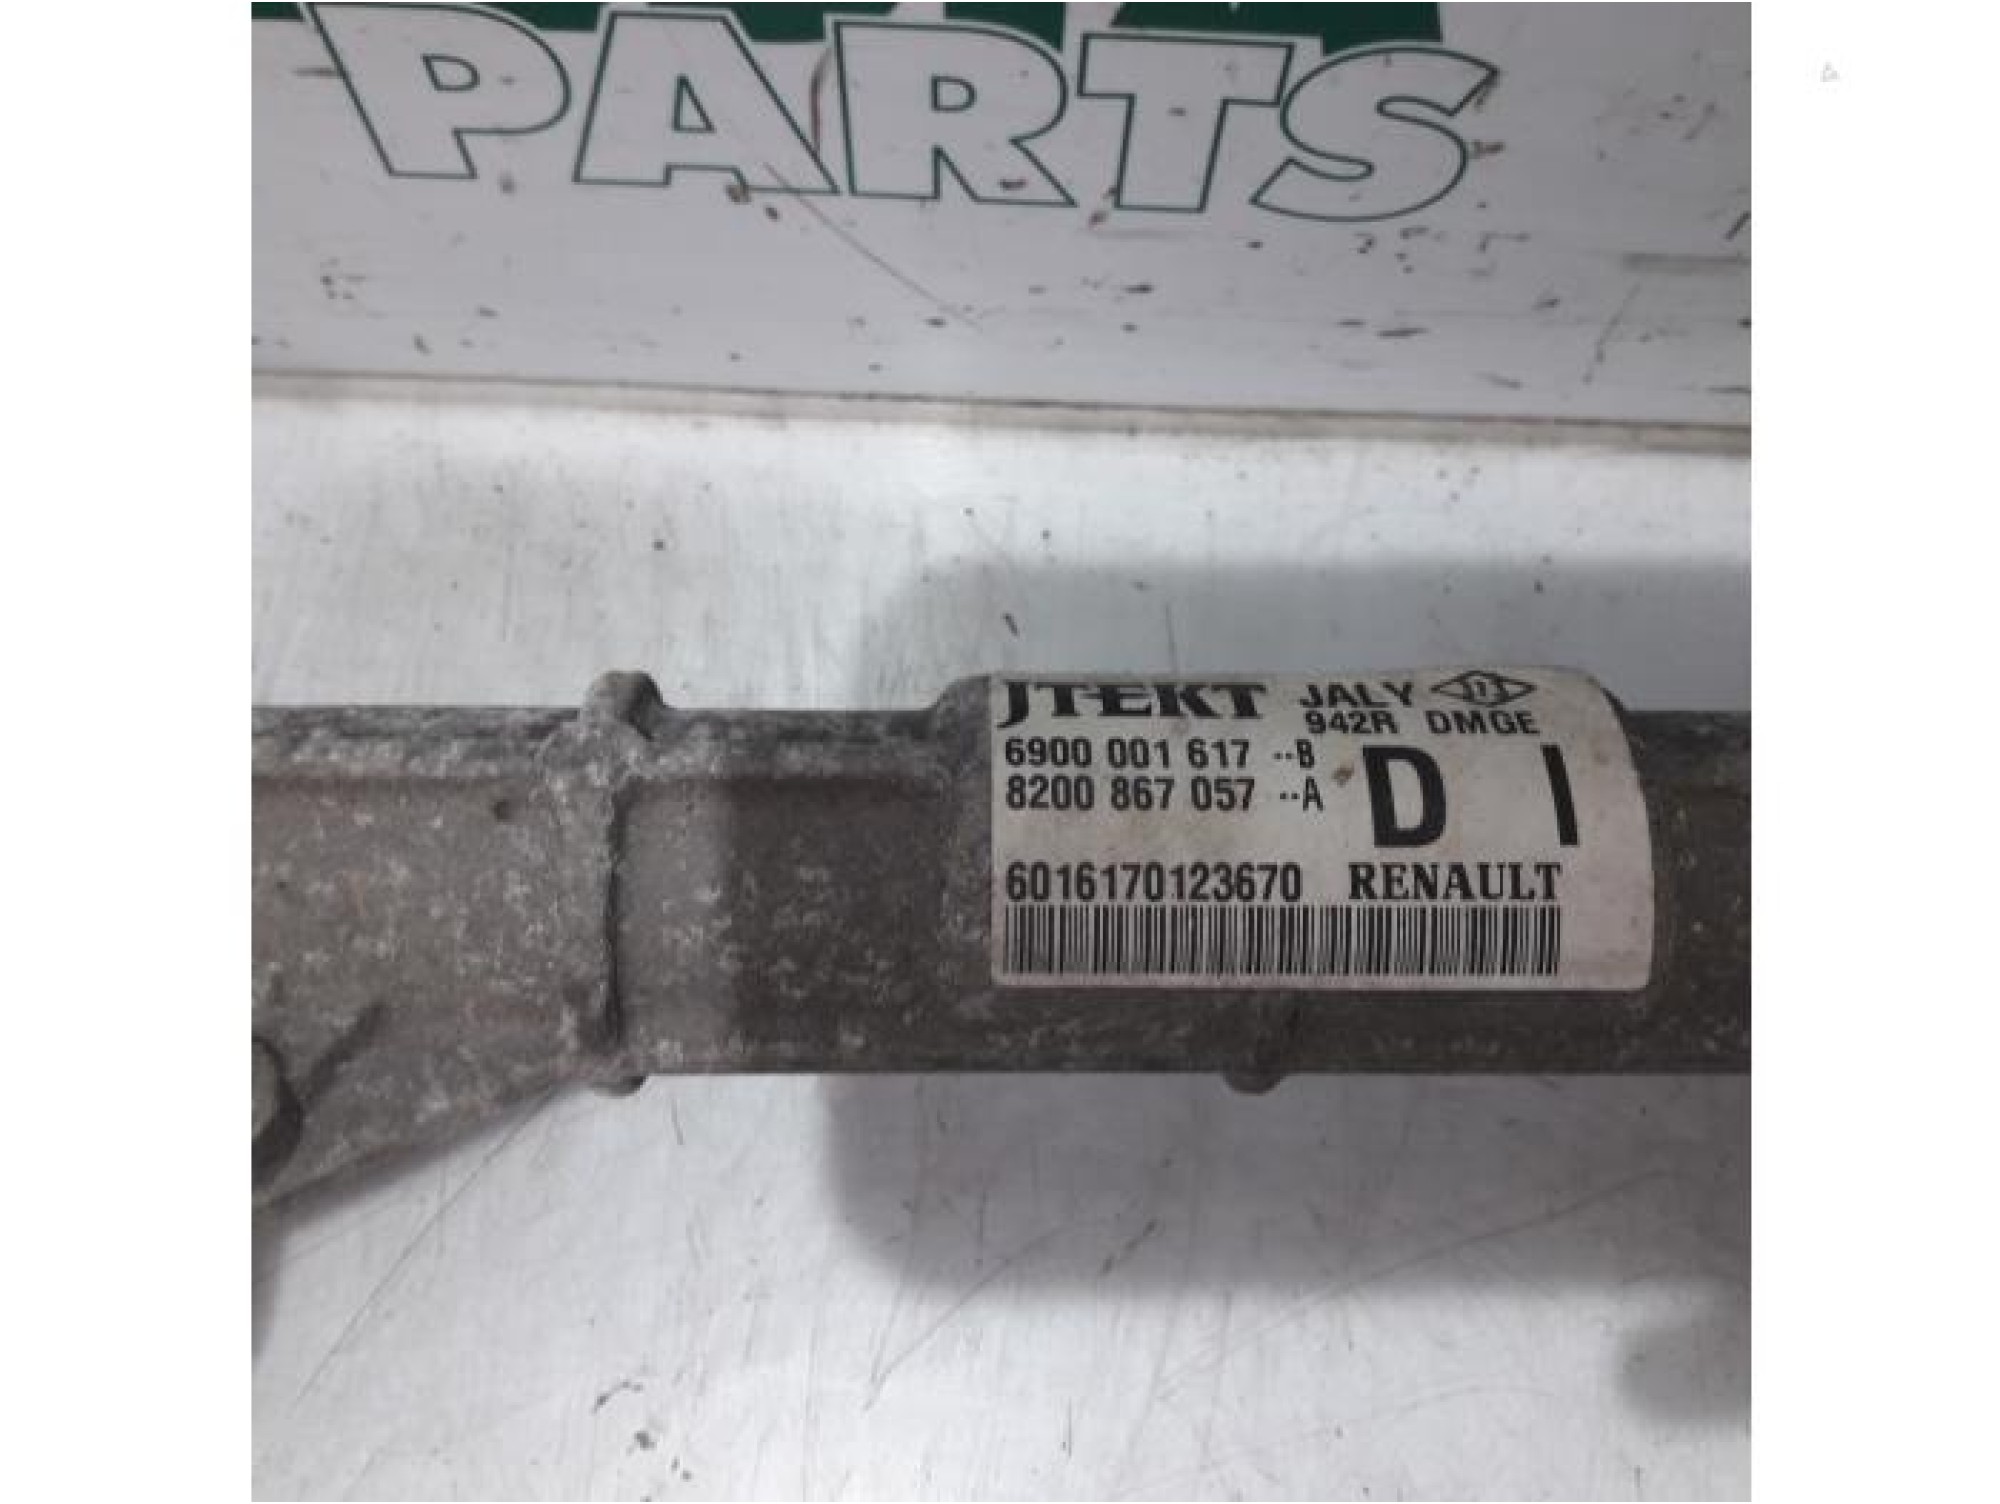 PARTS
JTEKT JALY
942R DMGE
6900 001 617 --B
8200 867 057 --A D I
6016170123670 RENAULT